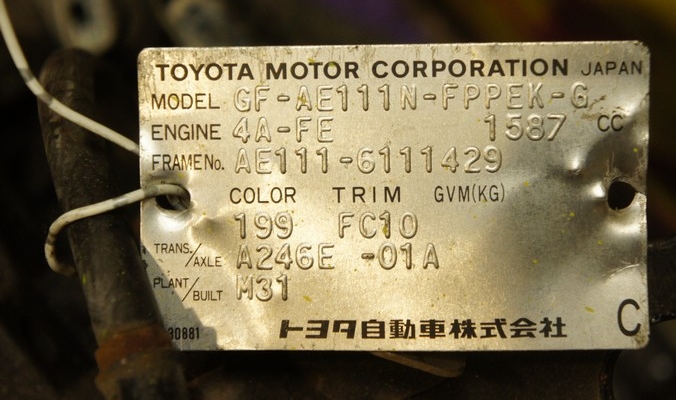 TOYOTA MOTOR CORPORATION JAPAN
MODEL GF-AE111N-FPPEK-G
ENGINE 4A-FE 1587 CC
FRAME No. AE111-6111429
COLOR TRIM GVM(KG)
199 FC10
TRANS./AXLE A246E -01A
PLANT/BUILT M31
30881 トヨタ自動車株式会社 C